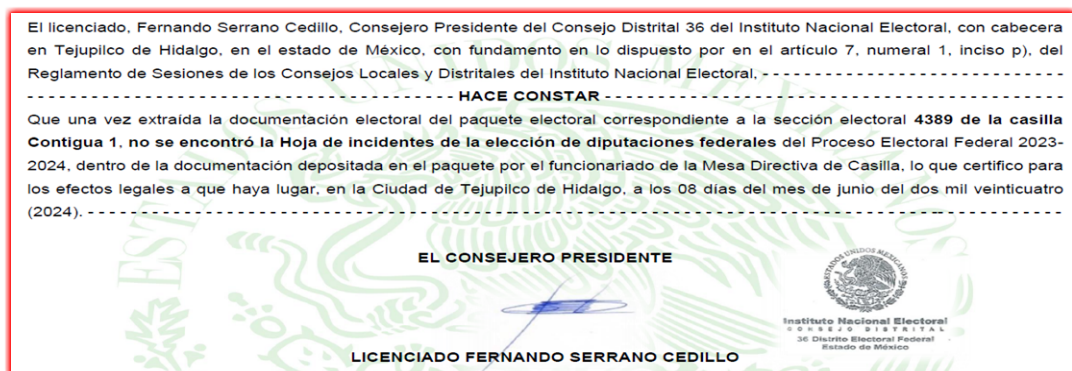 El licenciado, Fernando Serrano Cedillo, Consejero Presidente del Consejo Distrital 36 del Instituto Nacional Electoral, con cabecera
en Tejupilco de Hidalgo, en el estado de México, con fundamento en lo dispuesto por en el artículo 7, numeral 1, inciso p), del
Reglamento de Sesiones de los Consejos Locales y Distritales del Instituto Nacional Electoral, - - - - - - - - - - - - - - - - - - - - - - - - - - - - -
- - - - - - - - - - - - - - - - - - - - - - - - - - - - - - - - - - - - - - - - - HACE CONSTAR - - - - - - - - - - - - - - - - - - - - - - - - - - - - - - - - - - - - - - - - - - - -
Que una vez extraída la documentación electoral del paquete electoral correspondiente a la sección electoral 4389 de la casilla
Contigua 1, no se encontró la Hoja de incidentes de la elección de diputaciones federales del Proceso Electoral Federal 2023-
2024, dentro de la documentación depositada en el paquete por el funcionariado de la Mesa Directiva de Casilla, lo que certifico para
los efectos legales a que haya lugar, en la Ciudad de Tejupilco de Hidalgo, a los 08 días del mes de junio del dos mil veinticuatro
(2024). - - - - - - - - - - - - - - - - - - - - - - - - - - - - - - - - - - - - - - - - - - - - - - - - - - - - - - - - - - - - - - - - - - - - - - - - - - - - - - - - - - - - - - - - - - -
EL CONSEJERO PRESIDENTE
ESTADOS UNIDOS MEXICANOS
Instituto Nacional Electoral
CONSEJO DISTRITAL
36 Distrito Electoral Federal
Estado de México
LICENCIADO FERNANDO SERRANO CEDILLO
ESTADOS UNIDOS MEXICANOS